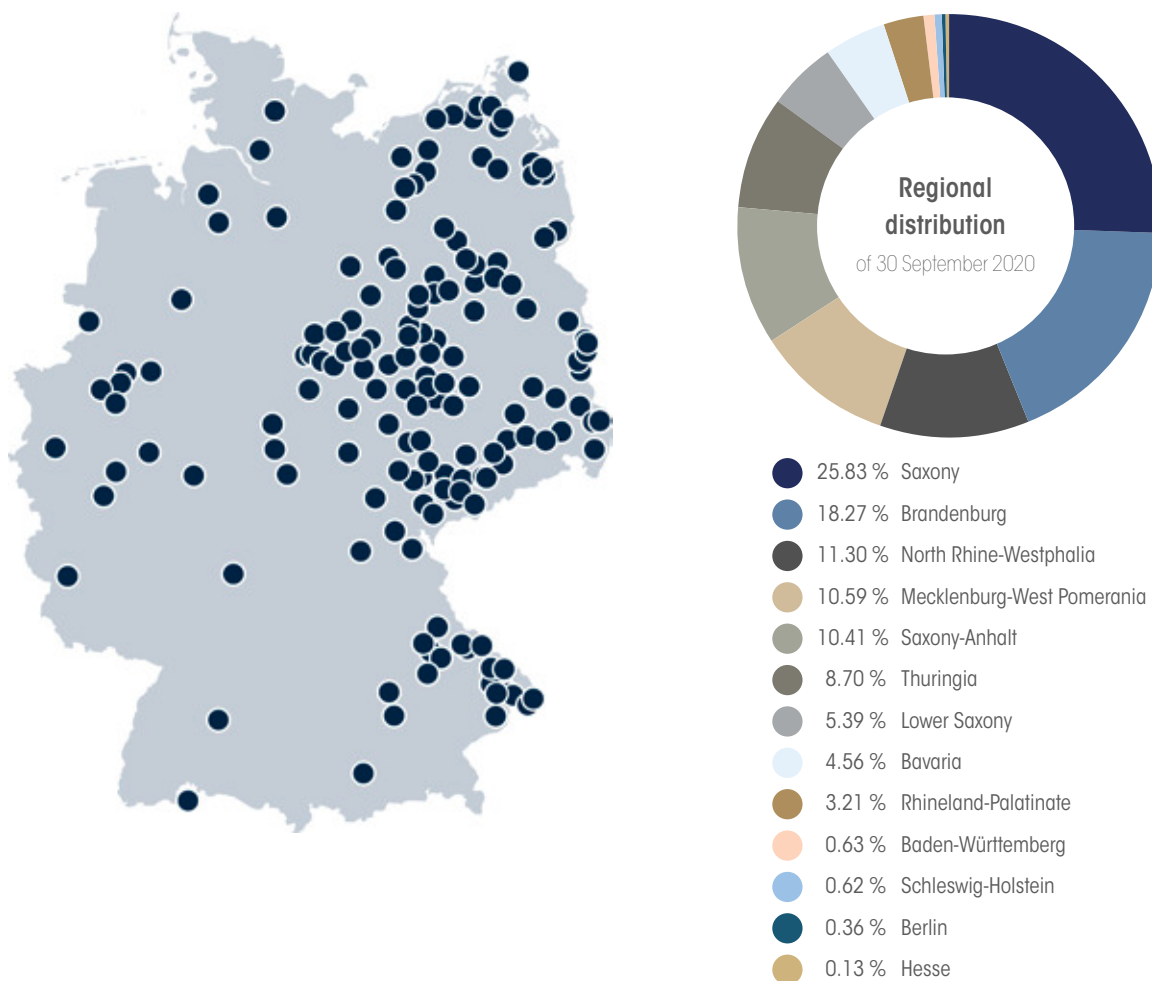 Regional
distribution
of 30 September 2020
25.83 % Saxony
18.27 % Brandenburg
11.30 % North Rhine-Westphalia
10.59 % Mecklenburg-West Pomerania
10.41 % Saxony-Anhalt
8.70 % Thuringia
5.39 % Lower Saxony
4.56 % Bavaria
3.21 % Rhineland-Palatinate
0.63 % Baden-Württemberg
0.62 % Schleswig-Holstein
0.36 % Berlin
0.13 % Hesse